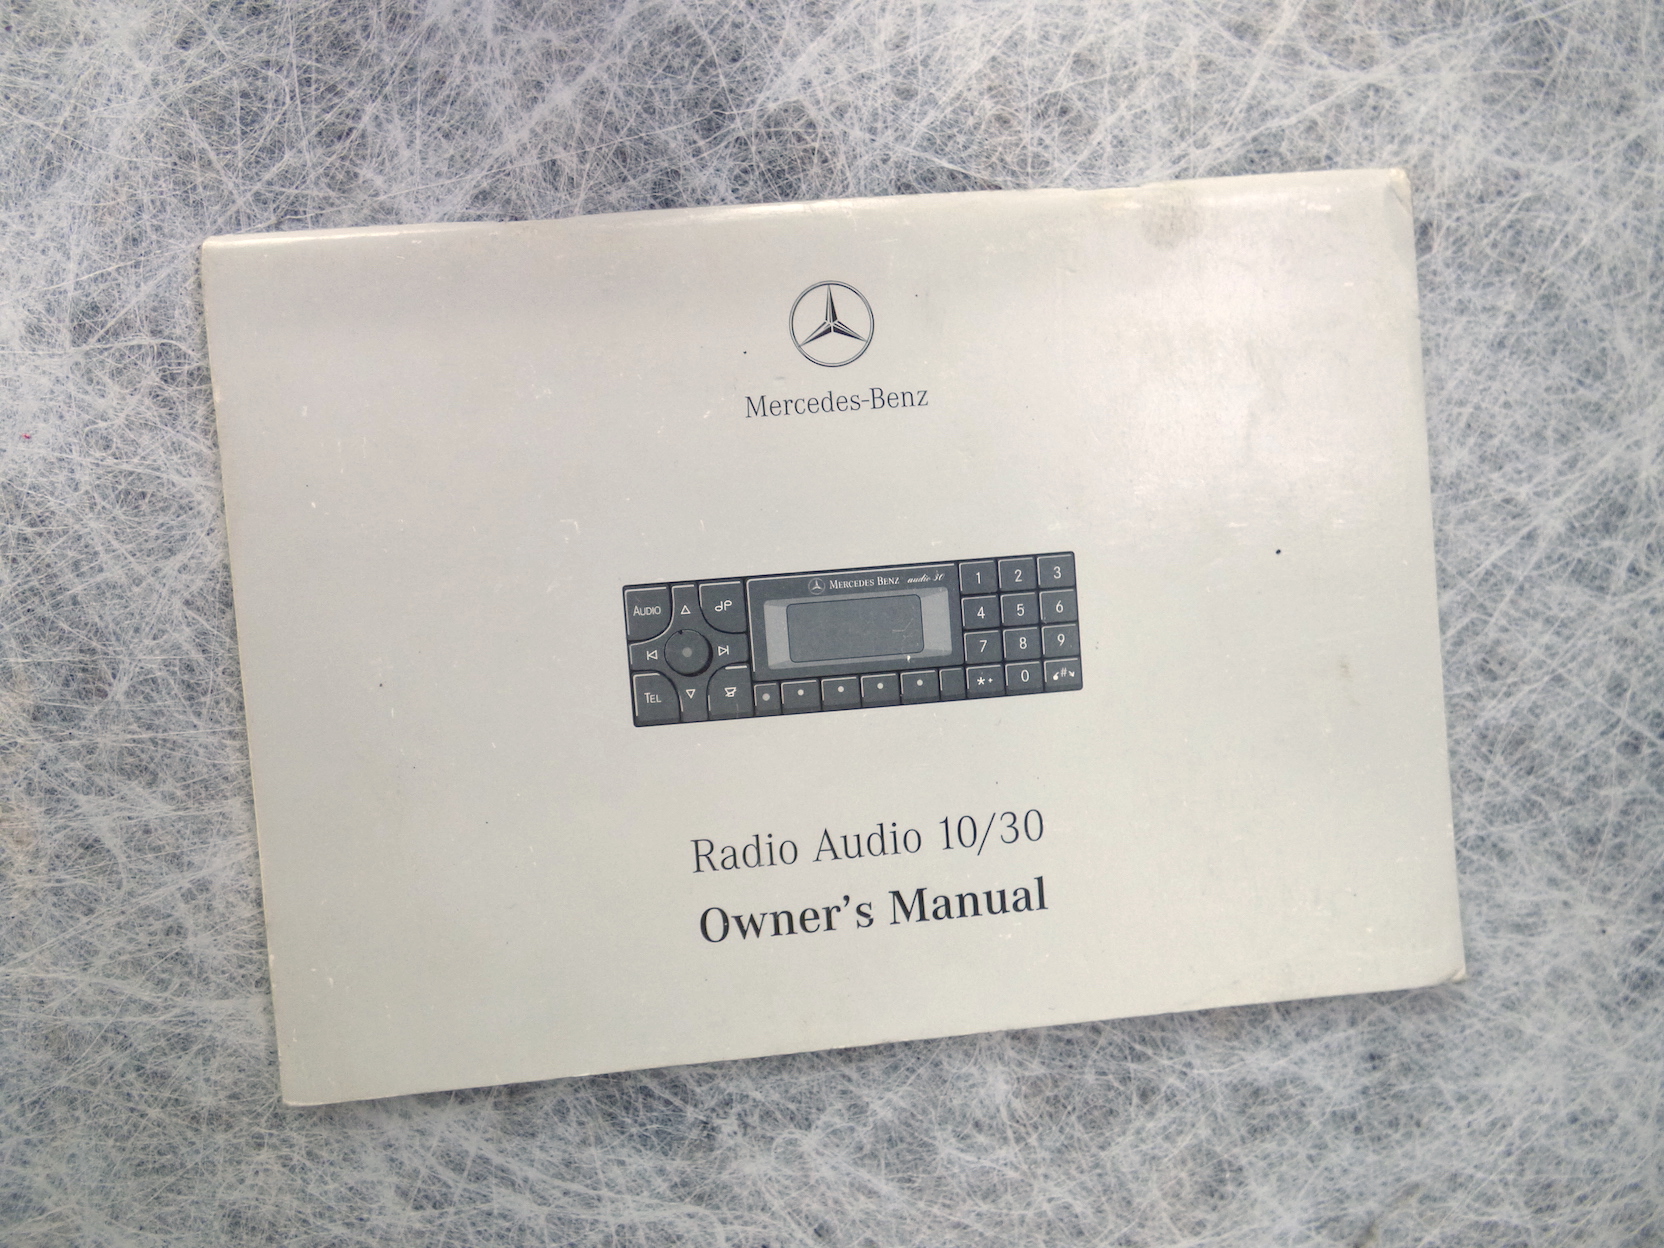 Mercedes-Benz
MERCEDES BENZ audio 30
AUDIO
TEL
1 2 3
4 5 6
7 8 9
*· 0 #
Radio Audio 10/30
Owner's Manual